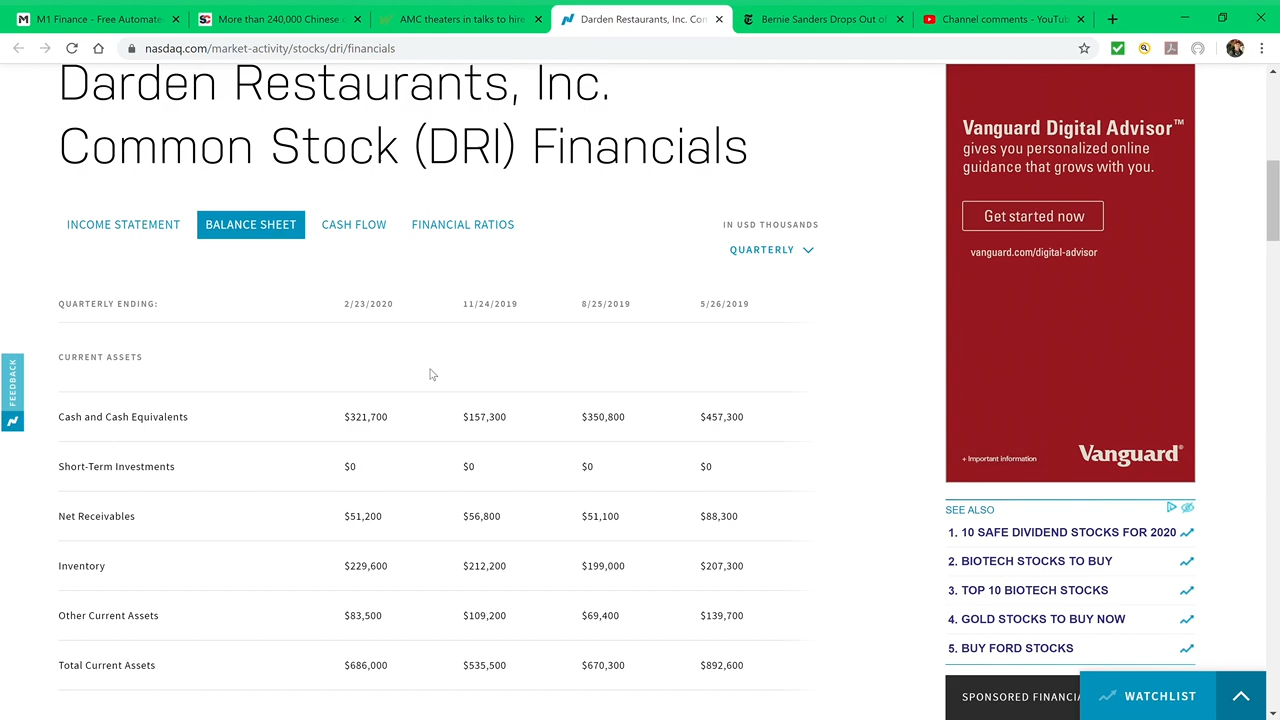 M1 Finance - Free Automate
More than 240,000 Chinese c
AMC theaters in talks to hire
Darden Restaurants, Inc. Com
Bernie Sanders Drops Out of
Channel comments - YouTub
nasdaq.com/market-activity/stocks/dri/financials
Darden Restaurants, Inc.
Common Stock (DRI) Financials
INCOME STATEMENT
BALANCE SHEET
CASH FLOW
FINANCIAL RATIOS
IN USD THOUSANDS
QUARTERLY
QUARTERLY ENDING: 2/23/2020 11/24/2019 8/25/2019 5/26/2019
CURRENT ASSETS
Cash and Cash Equivalents $321,700 $157,300 $350,800 $457,300
Short-Term Investments $0 $0 $0 $0
Net Receivables $51,200 $56,800 $51,100 $88,300
Inventory $229,600 $212,200 $199,000 $207,300
Other Current Assets $83,500 $109,200 $69,400 $139,700
Total Current Assets $686,000 $535,500 $670,300 $892,600
FEEDBACK
Vanguard Digital Advisor™
gives you personalized online
guidance that grows with you.
Get started now
vanguard.com/digital-advisor
+ Important information
Vanguard®
SEE ALSO
1. 10 SAFE DIVIDEND STOCKS FOR 2020
2. BIOTECH STOCKS TO BUY
3. TOP 10 BIOTECH STOCKS
4. GOLD STOCKS TO BUY NOW
5. BUY FORD STOCKS
SPONSORED FINANCIA
WATCHLIST